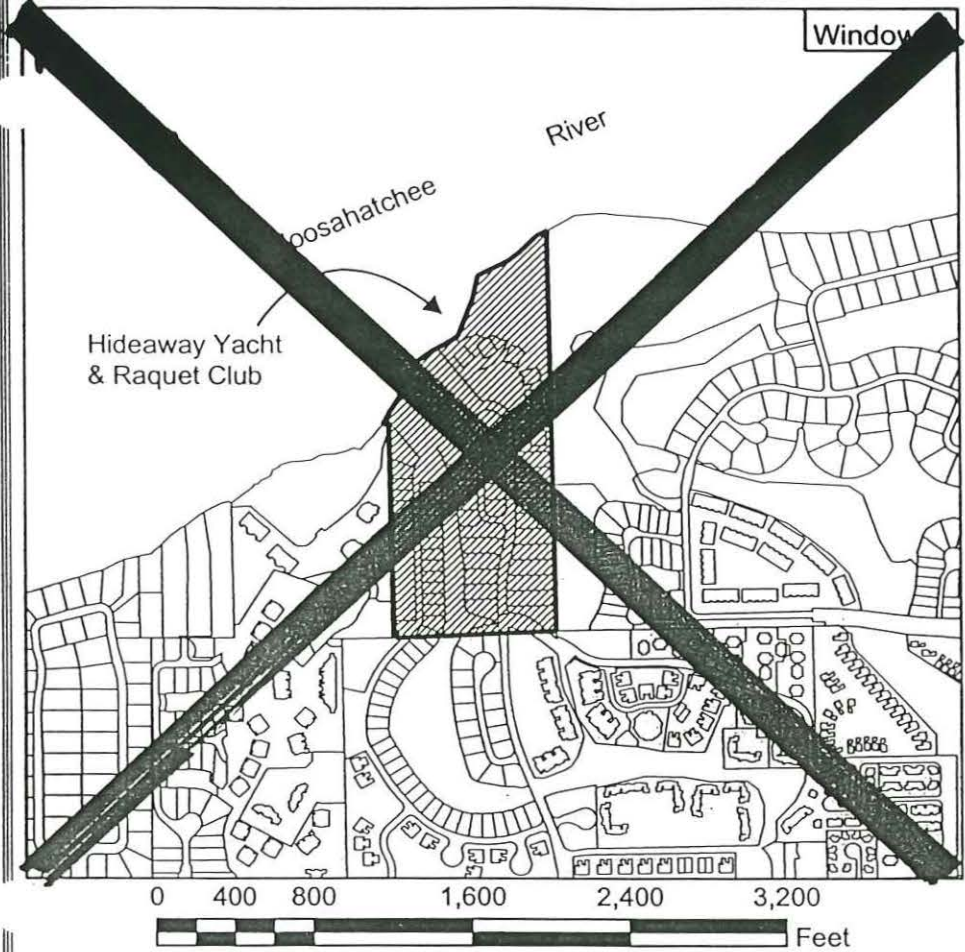 Window
River
oosahatchee
Hideaway Yacht
& Raquet Club
0 400 800 1,600 2,400 3,200
Feet